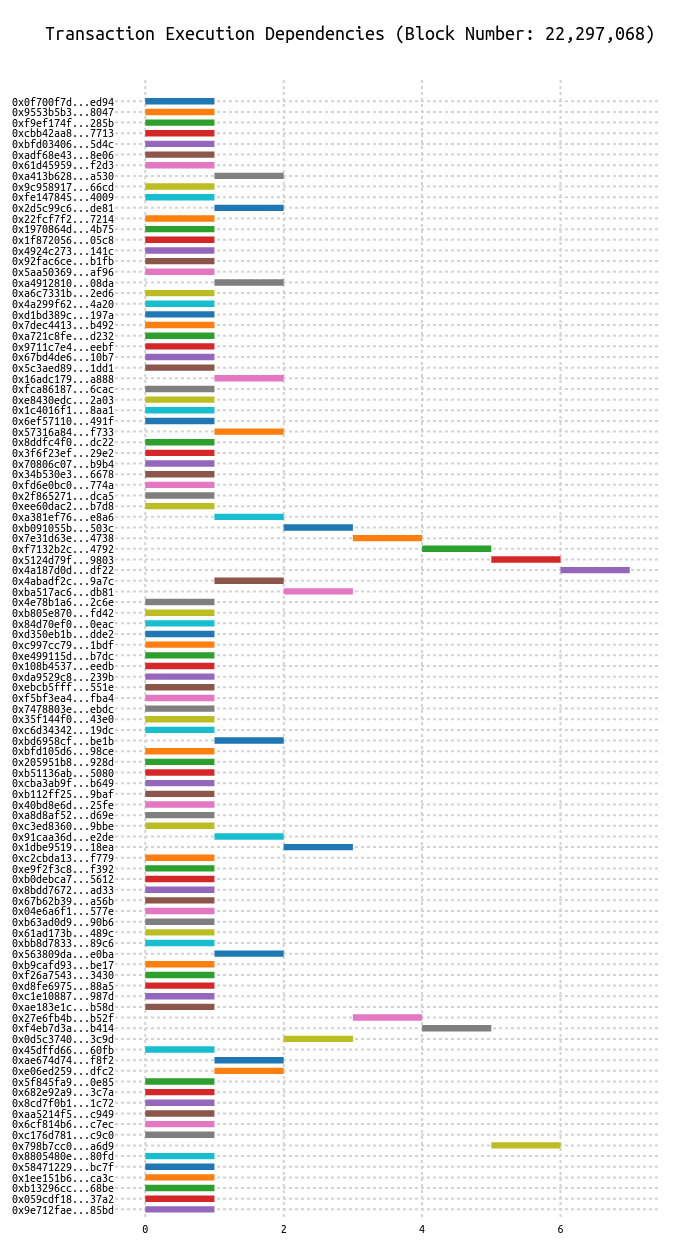 Transaction Execution Dependencies (Block Number: 22,297,068)
0x0f700f7d...ed94
0x9553b5b3...8047
0xf9ef174f...285b
0xcbb42aa8...7713
0xbfd03406...5d4c
0xadf68e43...8e06
0x61d45959...f2d3
0xa413b628...a530
0x9c958917...66cd
0xfe147845...4009
0x2d5c99c6...de81
0x22fcf7f2...7214
0x1970864d...4b75
0x1f872056...05c8
0x4924c273...141c
0x92fac6ce...b1fb
0x5aa50369...af96
0xa4912810...08da
0xa6c7331b...2ed6
0x4a299f62...4a20
0xd1bd389c...197a
0x7dec4413...b492
0xa721c8fe...d232
0x9711c7e4...eebf
0x67bd4de6...10b7
0x5c3aed89...1dd1
0x16adc179...a888
0xfca86187...6cac
0xe8430edc...2a03
0x1c4016f1...8aa1
0x6ef57110...491f
0x57316a84...f733
0x8ddfc4f0...dc22
0x3f6f23ef...29e2
0x70806c07...b9b4
0x34b530e3...6678
0xfd6e0bc0...774a
0x2f865271...dca5
0xee60dac2...b7d8
0xa381ef76...e8a6
0xb091055b...503c
0x7e31d63e...4738
0xf7132b2c...4792
0x5124d79f...9803
0x4a187d0d...df22
0x4abadf2c...9a7c
0xba517ac6...db81
0x4e78b1a6...2c6e
0xb805e870...fd42
0x84d70ef0...0eac
0xd350eb1b...dde2
0xc997cc79...1bdf
0xe499115d...b7dc
0x108b4537...eedb
0xda9529c8...239b
0xebcb5fff...551e
0xf5bf3ea4...fba4
0x7478803e...ebdc
0x35f144f0...43e0
0xc6d34342...19dc
0xbd6958cf...be1b
0xbfd105d6...98ce
0x205951b8...928d
0xb51136ab...5080
0xcba3ab9f...b649
0xb112ff25...9baf
0x40bd8e6d...25fe
0xa8d8af52...d69e
0xc3ed8360...9bbe
0x91caa36d...e2de
0x1dbe9519...18ea
0xc2cbda13...f779
0xe9f2f3c8...f392
0xb0debca7...5612
0x8bdd7672...ad33
0x67b62b39...a56b
0x04e6a6f1...577e
0xb63ad0d9...90b6
0x61ad173b...489c
0xbb8d7833...89c6
0x563809da...e0ba
0xb9cafd93...be17
0xf26a7543...3430
0xd8fe6975...88a5
0xc1e10887...987d
0xae183e1c...b58d
0x27e6fb4b...b52f
0xf4eb7d3a...b414
0x0d5c3740...3c9d
0x45dffd66...60fb
0xae674d74...f8f2
0xe06ed259...dfc2
0x5f845fa9...0e85
0x682e92a9...3c7a
0x8cd7f0b1...1c72
0xaa5214f5...c949
0x6cf814b6...c7ec
0xc176d781...c9c0
0x798b7cc0...a6d9
0x8805480e...80fd
0x58471229...bc7f
0x1ee151b6...ca3c
0xb13296cc...68be
0x059cdf18...37a2
0x9e712fae...85bd
0 2 4 6